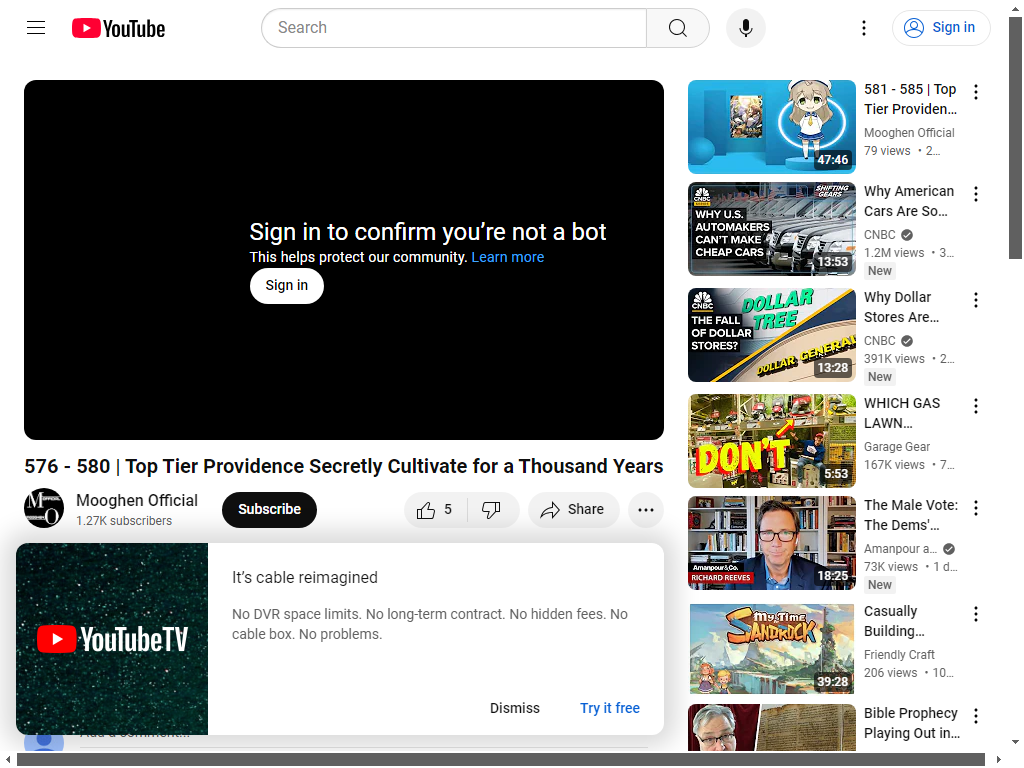 YouTube
Search
Sign in
Sign in to confirm you're not a bot
This helps protect our community. Learn more
Sign in
576 - 580 | Top Tier Providence Secretly Cultivate for a Thousand Years
Mooghen Official
1.27K subscribers
Subscribe
5
Share
YouTubeTV
It's cable reimagined
No DVR space limits. No long-term contract. No hidden fees. No
cable box. No problems.
Dismiss
Try it free
Add a comment...
47:46
581 - 585 | Top
Tier Providen...
Mooghen Official
79 views • 2...
CNBC
SHIFTING
GEARS
WHY U.S.
AUTOMAKERS
CAN'T MAKE
CHEAP CARS
13:53
Why American
Cars Are So...
CNBC
1.2M views • 3...
New
CNBC
THE FALL
OF DOLLAR
STORES?
DOLLAR
TREE
DOLLAR GENERAL
13:28
Why Dollar
Stores Are...
CNBC
391K views • 2...
New
DON'T
5:53
WHICH GAS
LAWN...
Garage Gear
167K views • 7...
Amanpour&Co.
RICHARD REEVES
18:25
The Male Vote:
The Dems'...
Amanpour a...
73K views • 1 d...
New
My Time
SANDROCK
39:28
Casually
Building...
Friendly Craft
206 views • 10...
Bible Prophecy
Playing Out in...